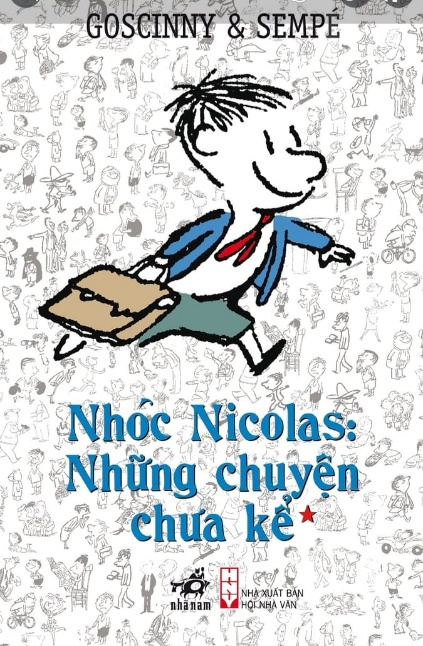 GOSCINNY & SEMPÉ
Nhóc Nicolas:
Những chuyện
chưa kể
nhã nam
NHÀ XUẤT BẢN
HỘI NHÀ VĂN